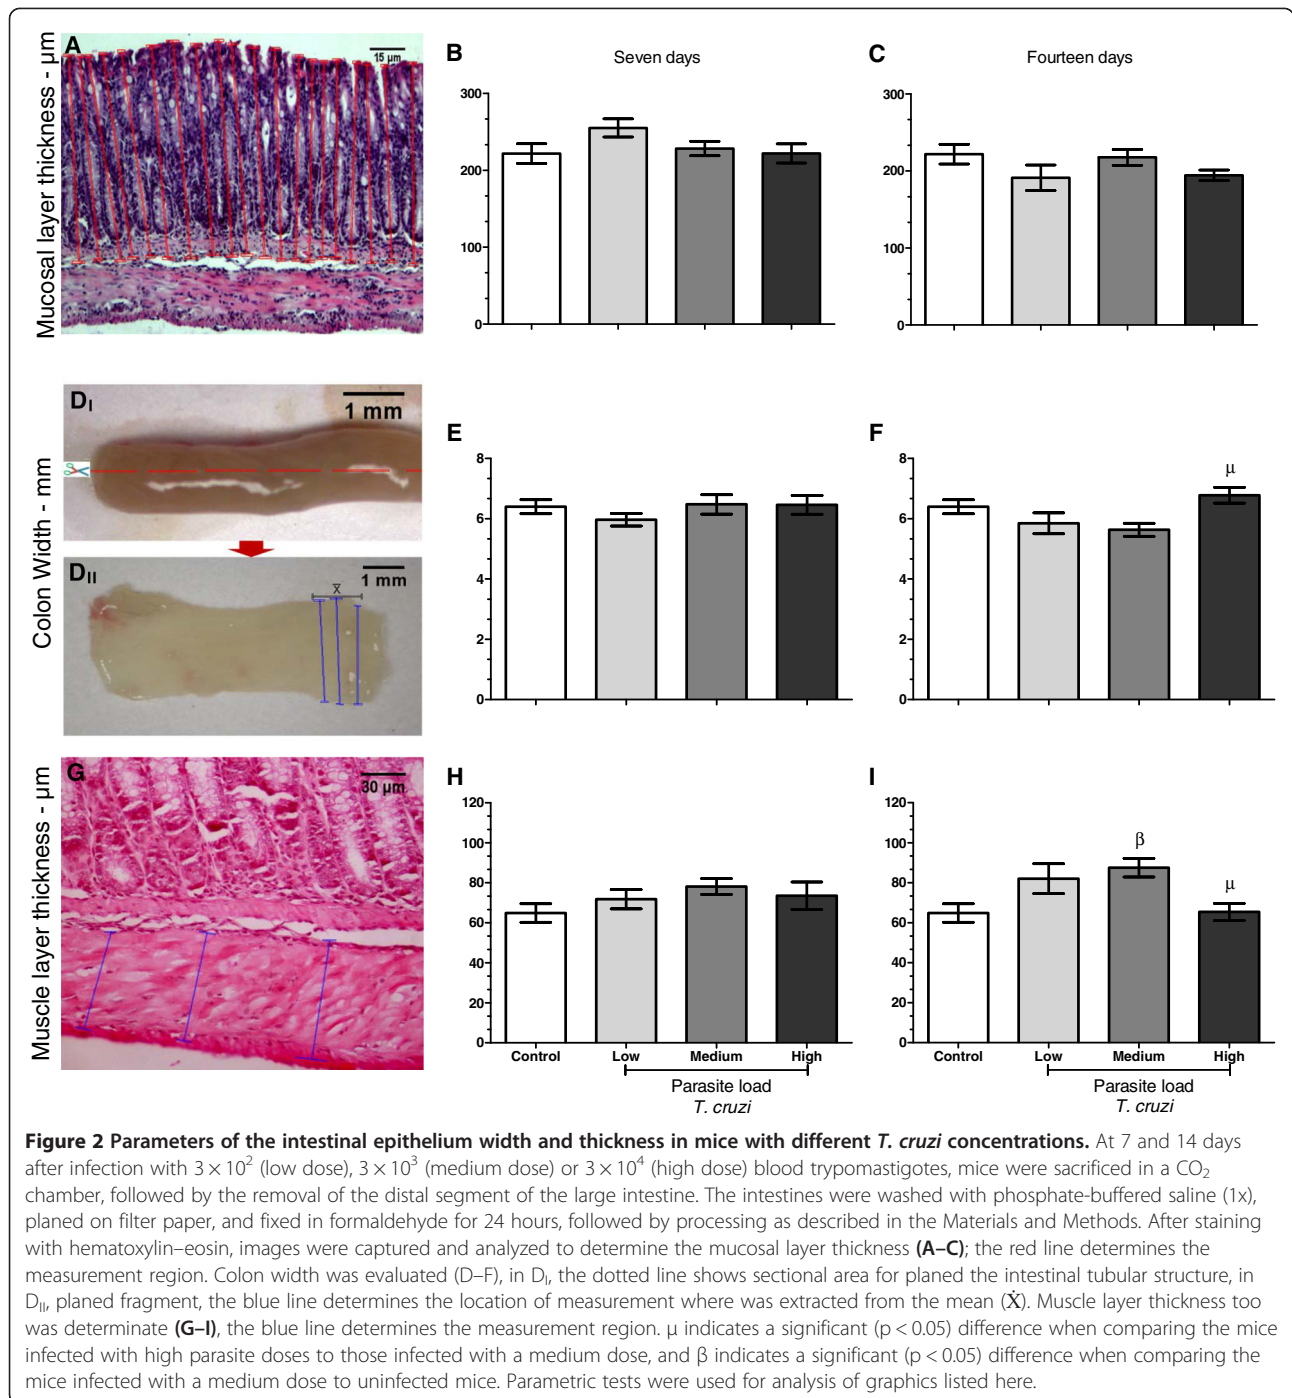 A
15 µm
Mucosal layer thickness - µm
B
Seven days
300
200
100
0
C
Fourteen days
300
200
100
0
D_I
1 mm
D_II
1 mm
x̄
Colon Width - mm
E
8
6
4
2
0
F
8
6
4
2
0
µ
G
30 µm
Muscle layer thickness - µm
H
120
100
80
60
40
20
0
Control Low Medium High
Parasite load
T. cruzi
I
120
100
80
60
40
20
0
β
µ
Control Low Medium High
Parasite load
T. cruzi
Figure 2 Parameters of the intestinal epithelium width and thickness in mice with different T. cruzi concentrations. At 7 and 14 days
after infection with 3 × 10² (low dose), 3 × 10³ (medium dose) or 3 × 10⁴ (high dose) blood trypomastigotes, mice were sacrificed in a CO₂
chamber, followed by the removal of the distal segment of the large intestine. The intestines were washed with phosphate-buffered saline (1x),
planed on filter paper, and fixed in formaldehyde for 24 hours, followed by processing as described in the Materials and Methods. After staining
with hematoxylin–eosin, images were captured and analyzed to determine the mucosal layer thickness (A–C); the red line determines the
measurement region. Colon width was evaluated (D–F), in D_I, the dotted line shows sectional area for planed the intestinal tubular structure, in
D_II, planed fragment, the blue line determines the location of measurement where was extracted from the mean (Ẋ). Muscle layer thickness too
was determinate (G–I), the blue line determines the measurement region. µ indicates a significant (p < 0.05) difference when comparing the mice
infected with high parasite doses to those infected with a medium dose, and β indicates a significant (p < 0.05) difference when comparing the
mice infected with a medium dose to uninfected mice. Parametric tests were used for analysis of graphics listed here.